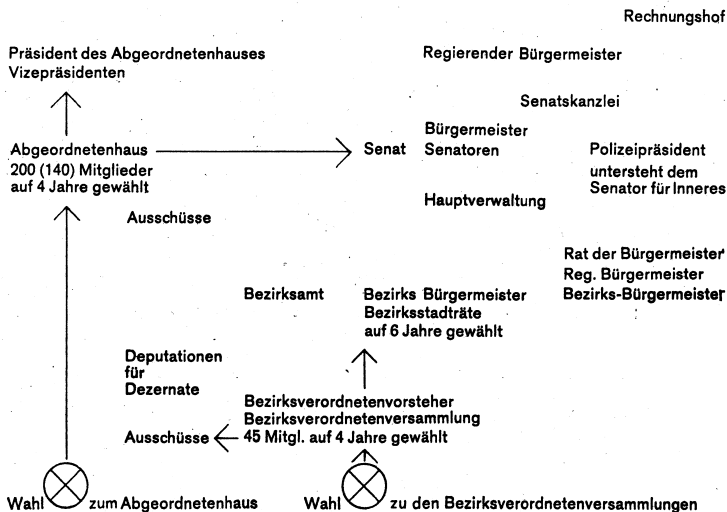 Rechnungshof
Präsident des Abgeordnetenhauses
Vizepräsidenten
Regierender Bürgermeister
Senatskanzlei
Abgeordnetenhaus
200 (140) Mitglieder
auf 4 Jahre gewählt
Senat
Bürgermeister
Senatoren
Polizeipräsident
untersteht dem
Senator für Inneres
Hauptverwaltung
Ausschüsse
Rat der Bürgermeister
Reg. Bürgermeister
Bezirks-Bürgermeister
Bezirksamt
Bezirks Bürgermeister
Bezirksstadträte
auf 6 Jahre gewählt
Deputationen
für
Dezernate
Bezirksverordnetenvorsteher
Bezirksverordnetenversammlung
45 Mitgl. auf 4 Jahre gewählt
Ausschüsse
Wahl zum Abgeordnetenhaus
Wahl zu den Bezirksverordnetenversammlungen